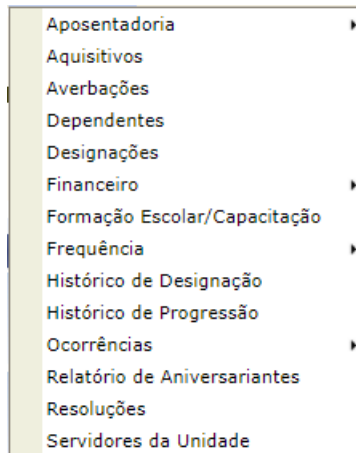 Aposentadoria
Aquisitivos
Averbações
Dependentes
Designações
Financeiro
Formação Escolar/Capacitação
Frequência
Histórico de Designação
Histórico de Progressão
Ocorrências
Relatório de Aniversariantes
Resoluções
Servidores da Unidade